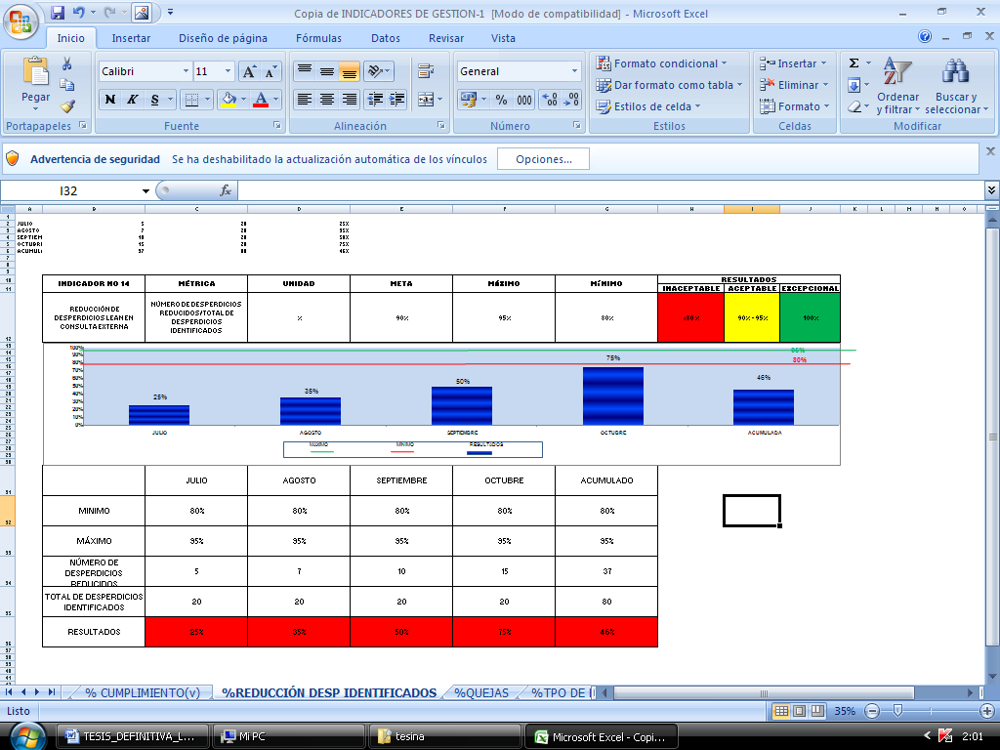 Copia de INDICADORES DE GESTION-1 [Modo de compatibilidad] - Microsoft Excel
Inicio Insertar Diseño de página Fórmulas Datos Revisar Vista
Pegar
Calibri 11
N K S
General
% 000
Formato condicional
Dar formato como tabla
Estilos de celda
Insertar
Eliminar
Formato
Σ
Ordenar y filtrar
Buscar y seleccionar
Portapapeles Fuente Alineación Número Estilos Celdas Modificar
Advertencia de seguridad Se ha deshabilitado la actualización automática de los vínculos Opciones...
I32 fx
A B C D E F G H I J K L M N O
JULIO 5 20 25%
AGOSTO 7 20 35%
SEPTIEM 10 20 50%
OCTUBRI 15 20 75%
ACUMUL 37 80 46%
INDICADOR NO 14 MÉTRICA UNIDAD META MÁXIMO MíNIMO RESULTADOS
INACEPTABLE ACEPTABLE EXCEPCIONAL
REDUCCIÓN DE DESPERDICIOS LEAN EN CONSULTA EXTERNA
NÚMERO DE DESPERDICIOS REDUCIDOS/TOTAL DE DESPERDICIOS IDENTIFICADOS
% 90% 95% 80% 90% - 95% 100%
100%
90%
80%
70%
60%
50%
40%
30%
20%
10%
0%
25% 35% 50% 75% 46%
95%
80%
JULIO AGOSTO SEPTIEMBRE OCTUBRE ACUMULADA
MÁXIMO MÍNIMO RESULTADOS
JULIO AGOSTO SEPTIEMBRE OCTUBRE ACUMULADO
MINIMO 80% 80% 80% 80% 80%
MÁXIMO 95% 95% 95% 95% 95%
NÚMERO DE DESPERDICIOS REDUCIDOS 5 7 10 15 37
TOTAL DE DESPERDICIOS IDENTIFICADOS 20 20 20 20 80
RESULTADOS 25% 35% 50% 75% 46%
% CUMPLIMIENTO(v) %REDUCCIÓN DESP IDENTIFICADOS %QUEJAS %TPO DE
Listo 35%
TESIS_DEFINITIVA_L... Mi PC tesina Microsoft Excel - Copi... 2:01